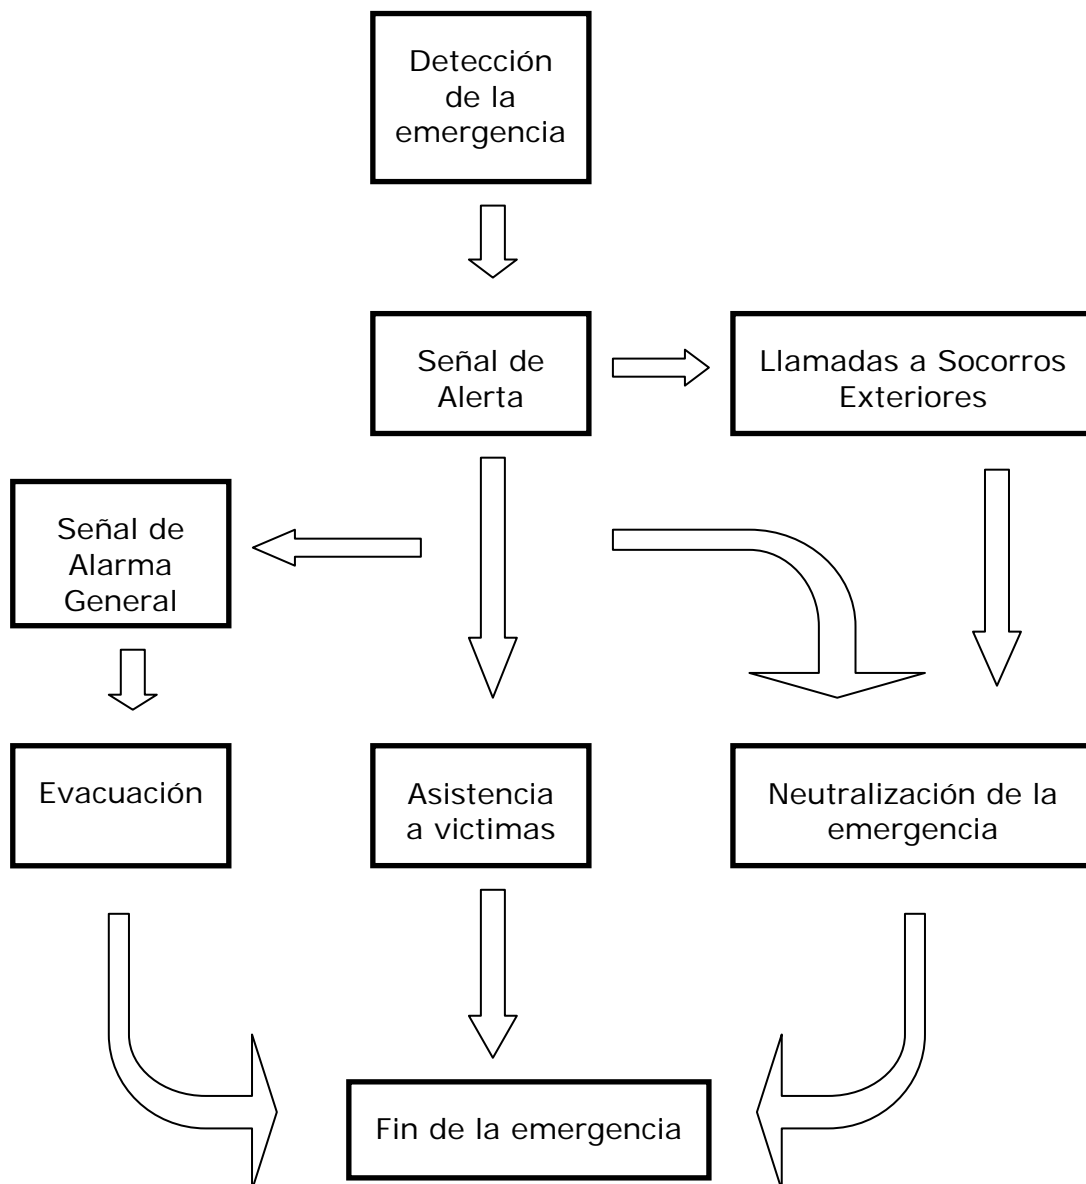 Detección
de la
emergencia
Señal de
Alerta
Llamadas a Socorros
Exteriores
Señal de
Alarma
General
Evacuación
Asistencia
a victimas
Neutralización de la
emergencia
Fin de la emergencia